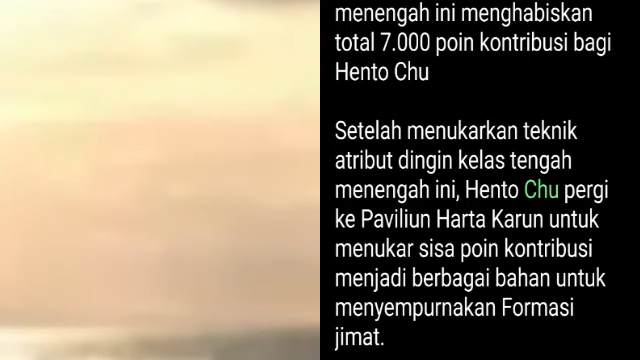 menengah ini menghabiskan
total 7.000 poin kontribusi bagi
Hento Chu
Setelah menukarkan teknik
atribut dingin kelas tengah
menengah ini, Hento Chu pergi
ke Paviliun Harta Karun untuk
menukar sisa poin kontribusi
menjadi berbagai bahan untuk
menyempurnakan Formasi
jimat.